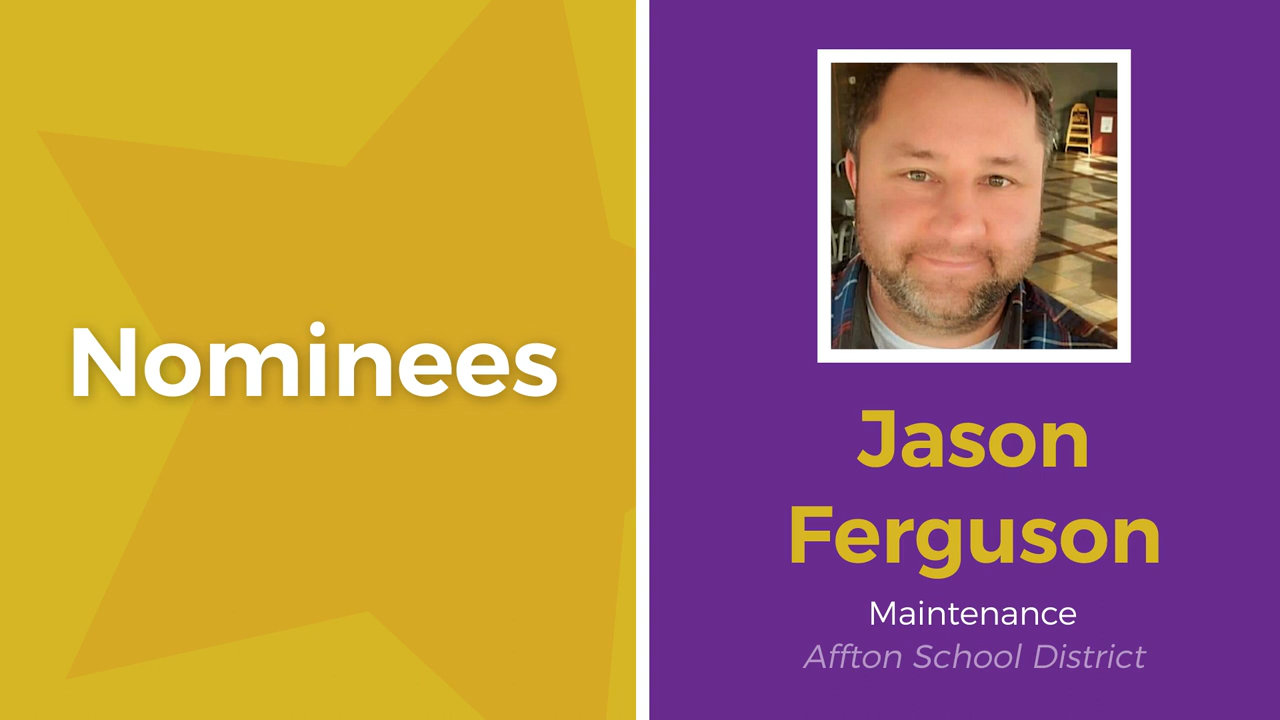 Nominees
Jason
Ferguson
Maintenance
Affton School District